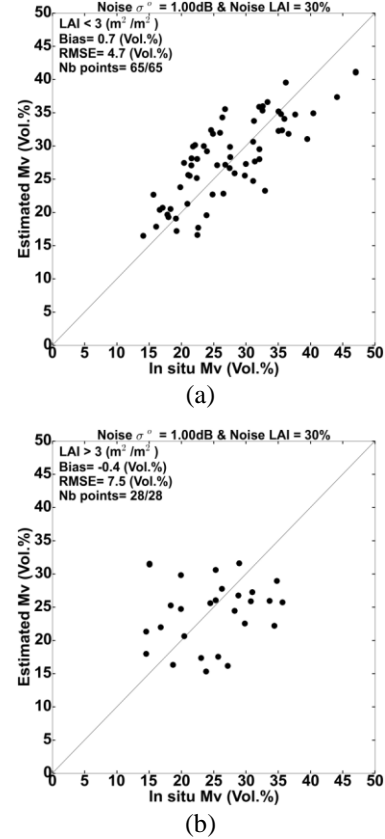 Noise σ° = 1.00dB & Noise LAI = 30%
LAI < 3 (m²/m²)
Bias= 0.7 (Vol.%)
RMSE= 4.7 (Vol.%)
Nb points= 65/65
Estimated Mv (Vol.%)
50
45
40
35
30
25
20
15
10
5
0
0 5 10 15 20 25 30 35 40 45 50
In situ Mv (Vol.%)
(a)
Noise σ° = 1.00dB & Noise LAI = 30%
LAI > 3 (m²/m²)
Bias= -0.4 (Vol.%)
RMSE= 7.5 (Vol.%)
Nb points= 28/28
Estimated Mv (Vol.%)
50
45
40
35
30
25
20
15
10
5
0
0 5 10 15 20 25 30 35 40 45 50
In situ Mv (Vol.%)
(b)